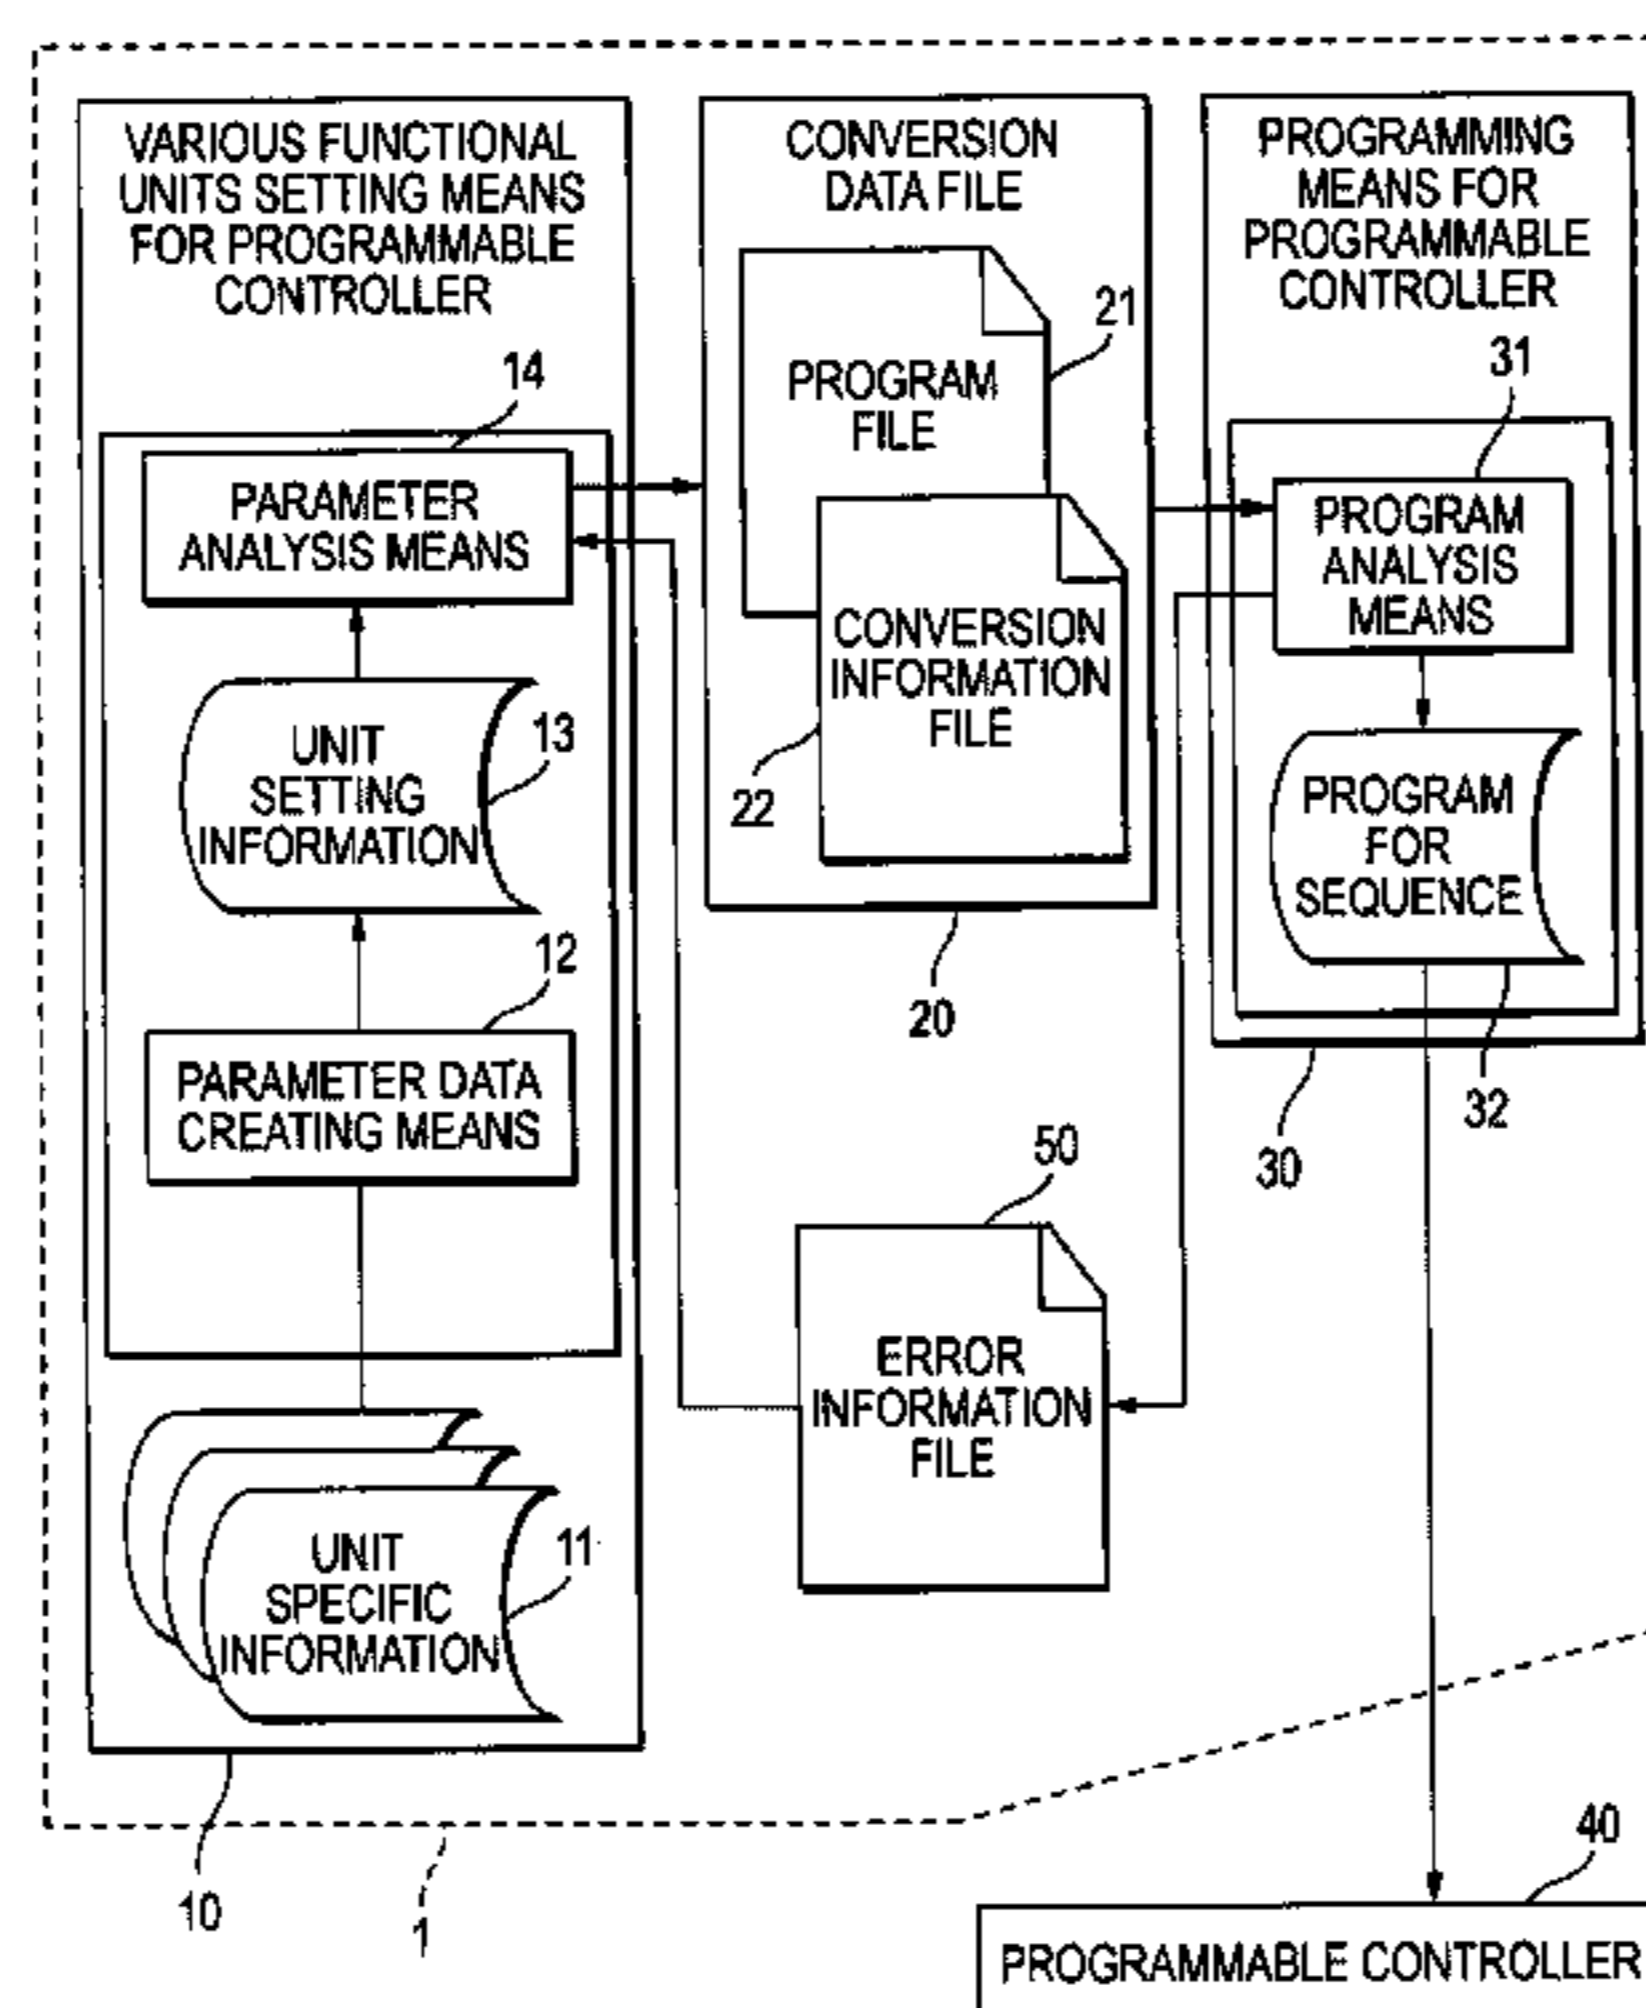 VARIOUS FUNCTIONAL
UNITS SETTING MEANS
FOR PROGRAMMABLE
CONTROLLER
14
PARAMETER
ANALYSIS MEANS
UNIT
SETTING
INFORMATION
13
12
PARAMETER DATA
CREATING MEANS
UNIT
SPECIFIC
INFORMATION
11
10
1
CONVERSION
DATA FILE
21
PROGRAM
FILE
CONVERSION
INFORMATION
FILE
22
20
50
ERROR
INFORMATION
FILE
PROGRAMMING
MEANS FOR
PROGRAMMABLE
CONTROLLER
31
PROGRAM
ANALYSIS
MEANS
PROGRAM
FOR
SEQUENCE
32
30
40
PROGRAMMABLE CONTROLLER